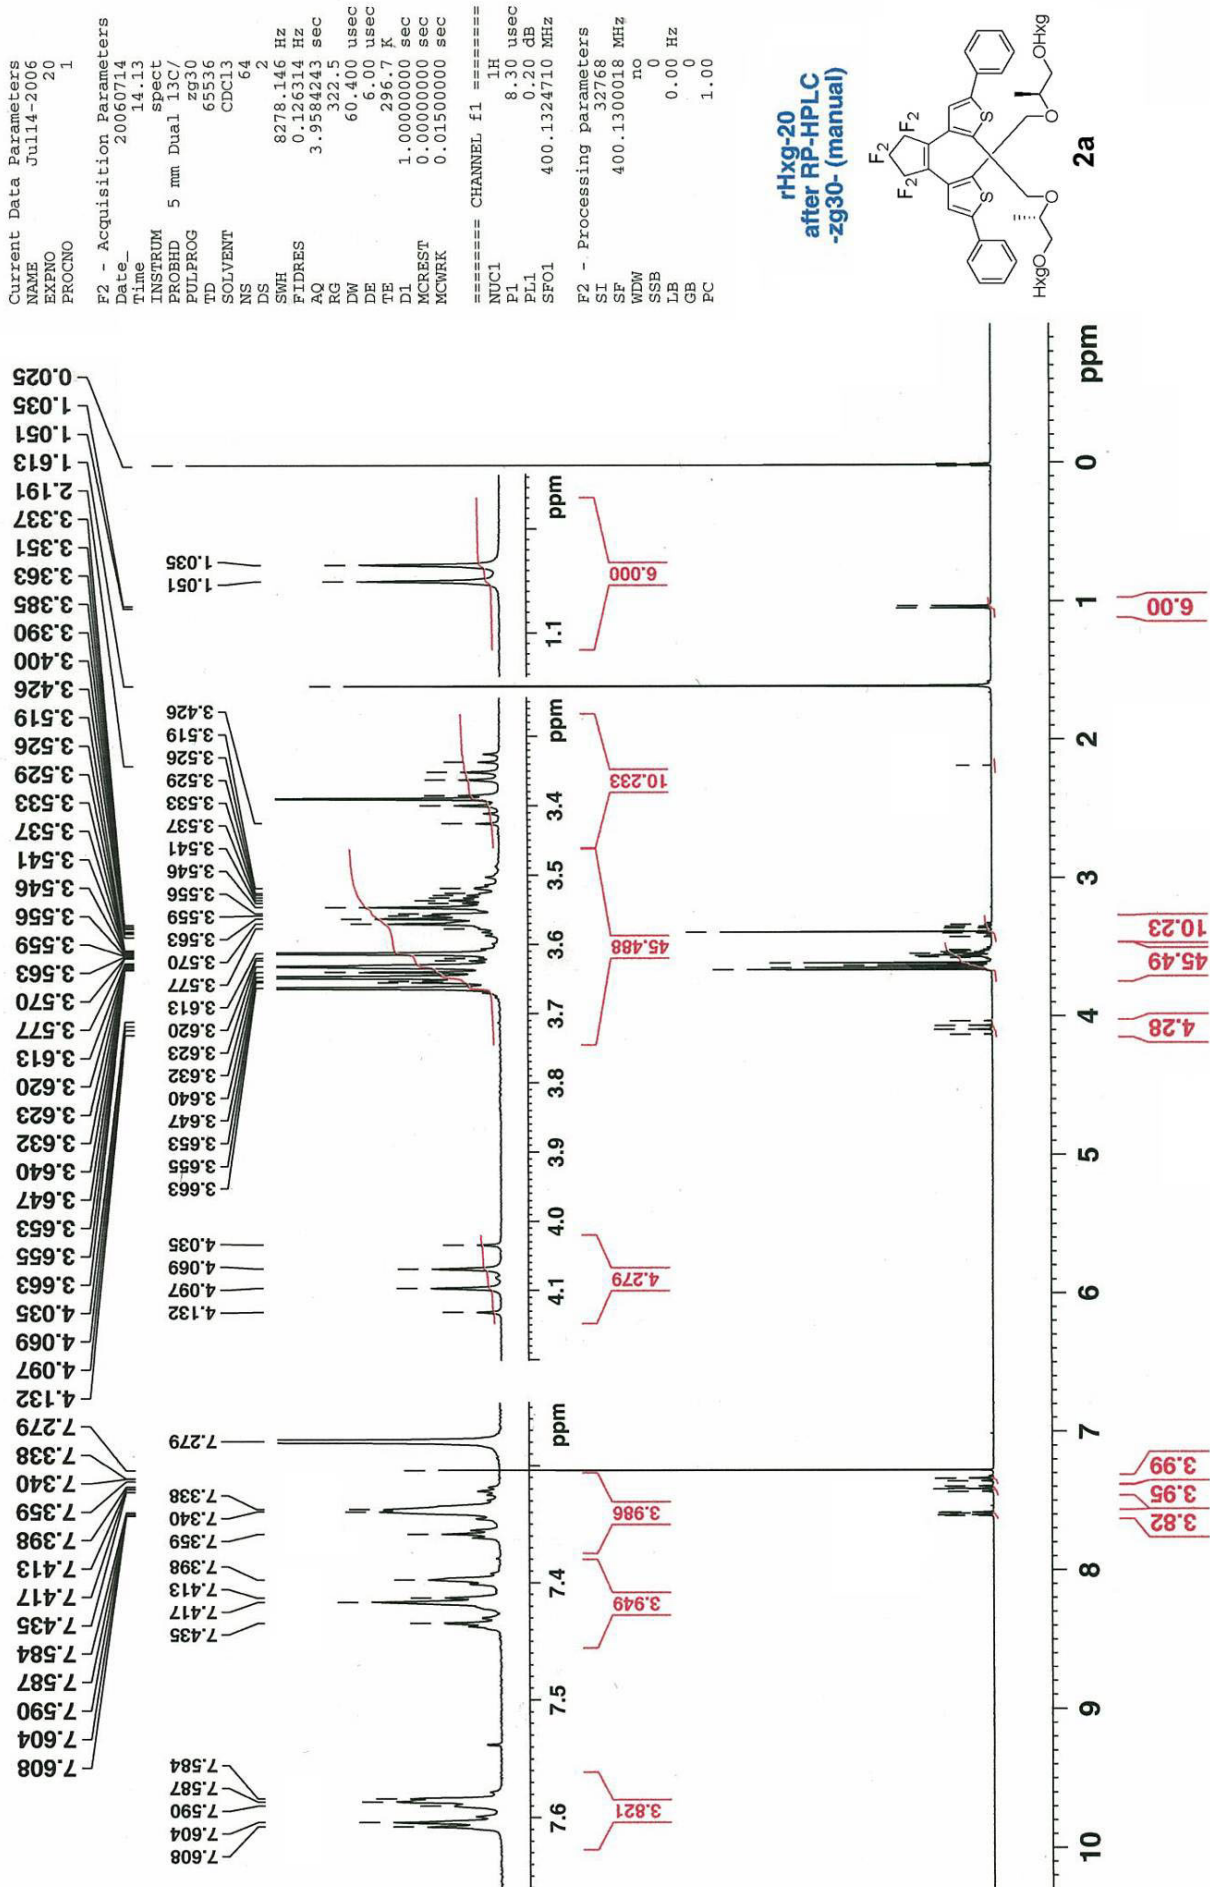 Current Data Parameters
NAME Jul14-2006
EXPNO 20
PROCNO 1
F2 - Acquisition Parameters
Date_ 20060714
Time 14.13
INSTRUM spect
PROBHD 5 mm Dual 13C/
PULPROG zg30
TD 65536
SOLVENT CDCl3
NS 64
DS 2
SWH 8278.146 Hz
FIDRES 0.126314 Hz
AQ 3.9584243 sec
RG 322.5
DW 60.400 usec
DE 6.00 usec
TE 296.7 K
D1 1.00000000 sec
MCREST 0.00000000 sec
MCWRK 0.01500000 sec
======== CHANNEL f1 ========
NUC1 1H
P1 8.30 usec
PL1 0.20 dB
SFO1 400.1324710 MHz
F2 - Processing parameters
SI 32768
SF 400.1300018 MHz
WDW no
SSB 0
LB 0.00 Hz
GB 0
PC 1.00
rHxg-20
after RP-HPLC
-zg30- (manual)
F2
F2
F2
S
S
O
O
OHxg
HxgO
2a
7.608
7.604
7.590
7.587
7.584
7.435
7.417
7.413
7.398
7.359
7.340
7.338
7.279
4.132
4.097
4.069
4.035
3.663
3.655
3.653
3.647
3.640
3.632
3.623
3.620
3.613
3.577
3.570
3.563
3.559
3.556
3.546
3.541
3.537
3.533
3.529
3.526
3.519
3.426
3.400
3.390
3.385
3.363
3.351
3.337
2.191
1.613
1.051
1.035
0.025
7.608
7.604
7.590
7.587
7.584
7.435
7.417
7.413
7.398
7.359
7.340
7.338
7.279
4.132
4.097
4.069
4.035
3.663
3.655
3.653
3.647
3.640
3.632
3.623
3.620
3.613
3.577
3.570
3.563
3.559
3.556
3.546
3.541
3.537
3.533
3.529
3.526
3.519
3.426
1.051
1.035
7.6 7.5 7.4 ppm
4.1 4.0 3.9 3.8 3.7 3.6 3.5 3.4 ppm
1.1 ppm
3.821
3.949
3.986
4.279
45.488
10.233
6.000
10 9 8 7 6 5 4 3 2 1 0 ppm
3.82
3.95
3.99
4.28
45.49
10.23
6.00